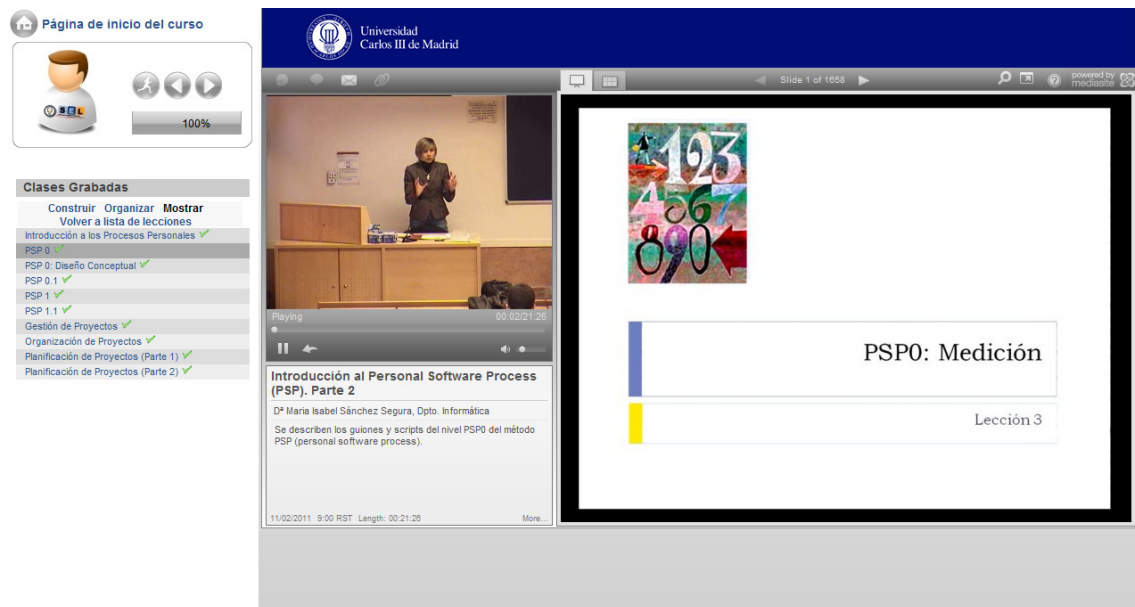 Página de inicio del curso
SEL
100%
Clases Grabadas
Construir Organizar Mostrar
Volver a lista de lecciones
Introducción a los Procesos Personales
PSP 0
PSP 0: Diseño Conceptual
PSP 0.1
PSP 1
PSP 1.1
Gestión de Proyectos
Organización de Proyectos
Planificación de Proyectos (Parte 1)
Planificación de Proyectos (Parte 2)
Universidad
Carlos III de Madrid
Slide 1 of 1658
powered by
mediasite
Playing 00:02/21:26
Introducción al Personal Software Process
(PSP). Parte 2
Dª Maria Isabel Sánchez Segura, Dpto. Informática
Se describen los guiones y scripts del nivel PSP0 del método
PSP (personal software process).
11/02/2011 9:00 RST Length: 00:21:26 More...
123
4567
890
PSP0: Medición
Lección 3